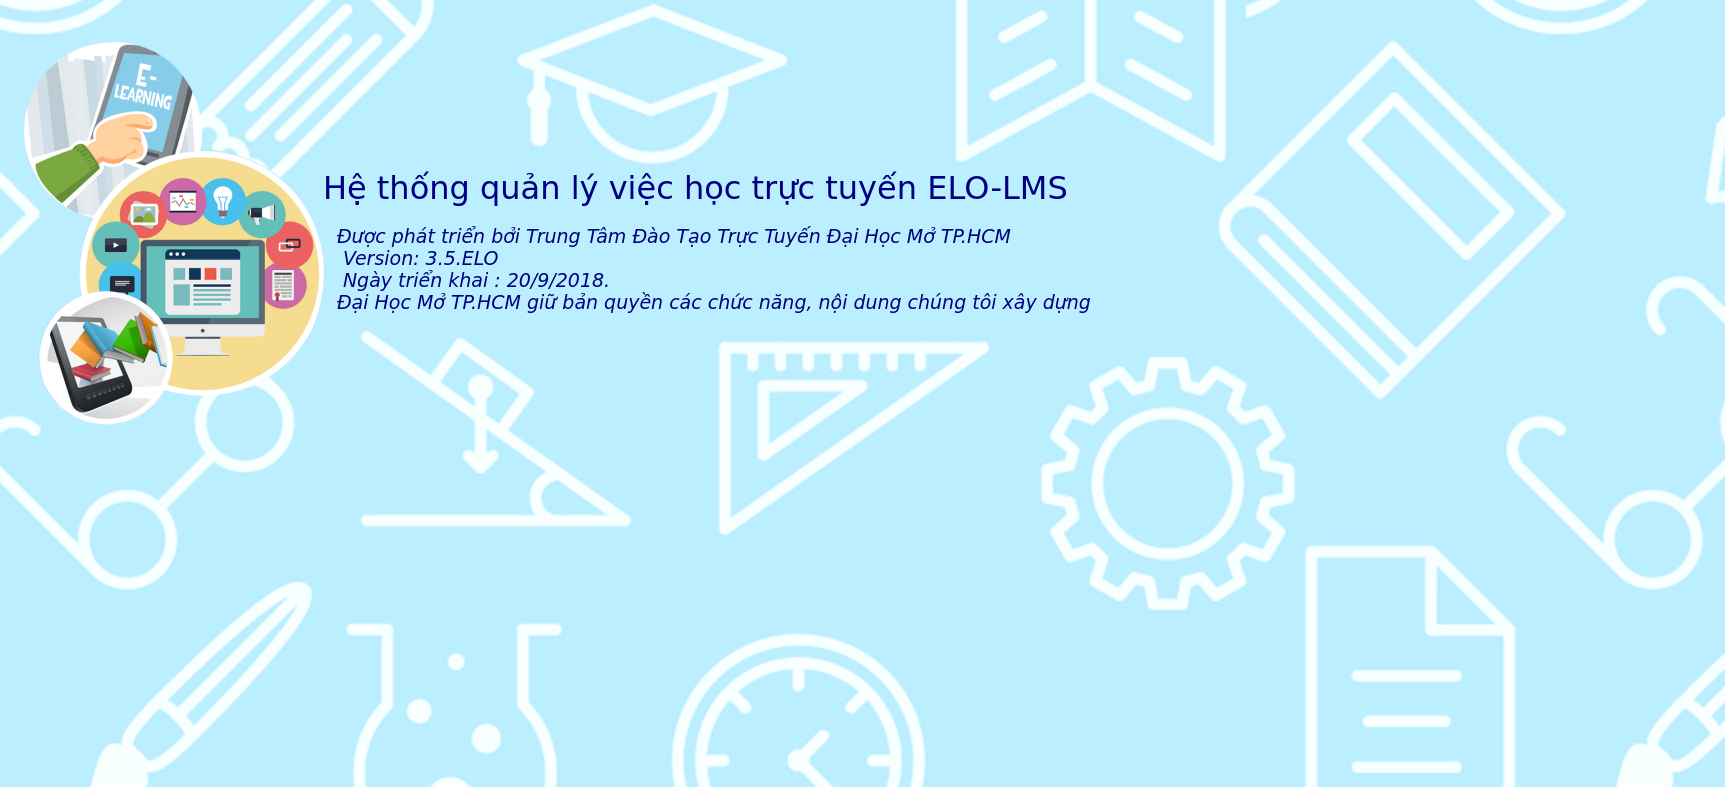 E-
LEARNING
Hệ thống quản lý việc học trực tuyến ELO-LMS
Được phát triển bởi Trung Tâm Đào Tạo Trực Tuyến Đại Học Mở TP.HCM
Version: 3.5.ELO
Ngày triển khai : 20/9/2018.
Đại Học Mở TP.HCM giữ bản quyền các chức năng, nội dung chúng tôi xây dựng